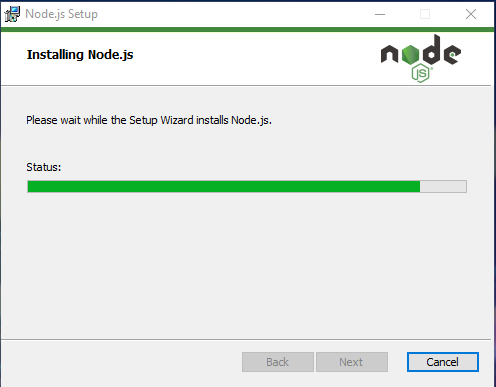 Node.js Setup
Installing Node.js
node
JS
Please wait while the Setup Wizard installs Node.js.
Status:
Back
Next
Cancel